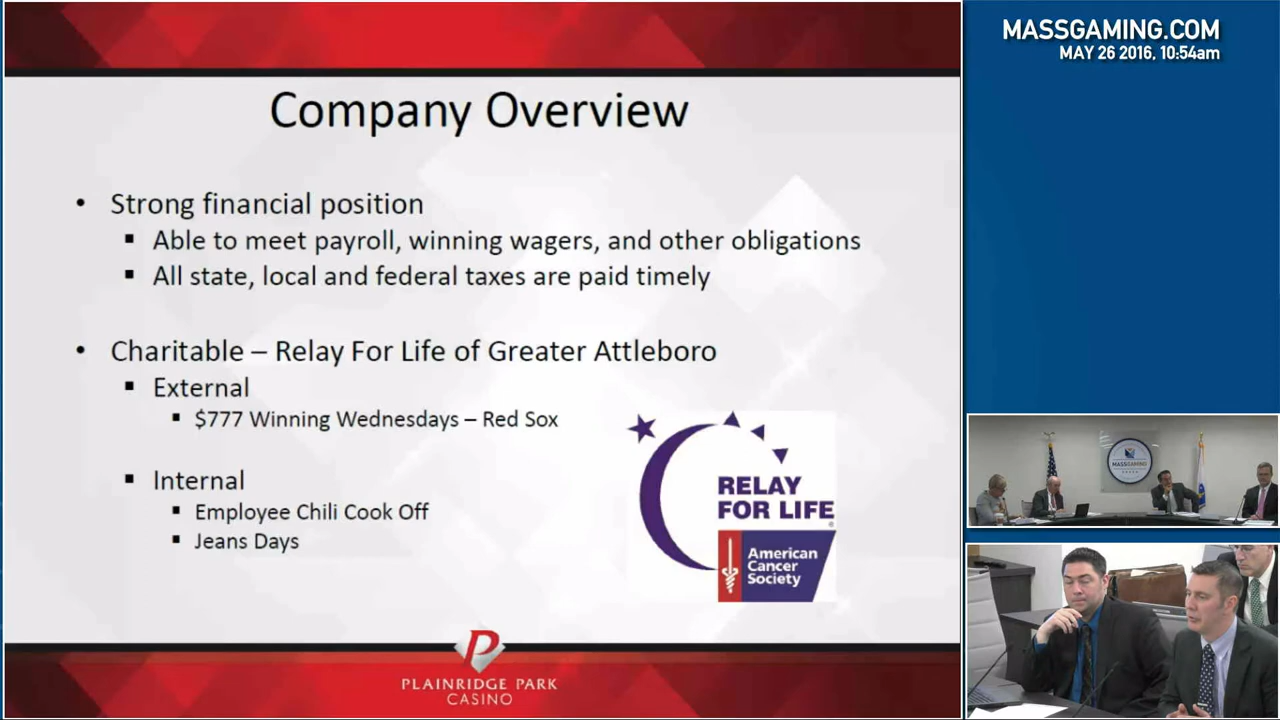 MASSGAMING.COM
MAY 26 2016, 10:54am
Company Overview
• Strong financial position
▪ Able to meet payroll, winning wagers, and other obligations
▪ All state, local and federal taxes are paid timely
• Charitable – Relay For Life of Greater Attleboro
▪ External
▪ $777 Winning Wednesdays – Red Sox
▪ Internal
▪ Employee Chili Cook Off
▪ Jeans Days
RELAY
FOR LIFE®
American
Cancer
Society
P
PLAINRIDGE PARK
CASINO
MASSGAMING